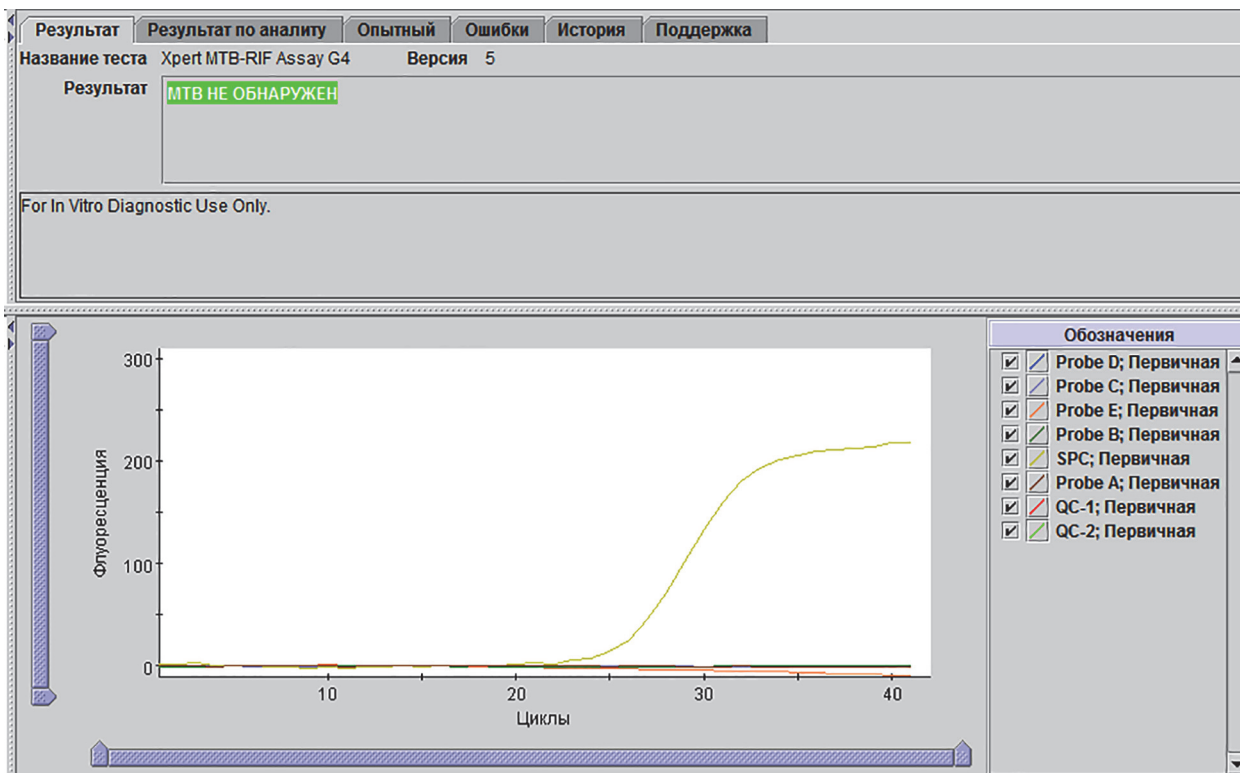 Результат Результат по аналиту Опытный Ошибки История Поддержка
Название теста Xpert MTB-RIF Assay G4 Версия 5
Результат МТВ НЕ ОБНАРУЖЕН
For In Vitro Diagnostic Use Only.
Обозначения
Probe D; Первичная
Probe C; Первичная
Probe E; Первичная
Probe B; Первичная
SPC; Первичная
Probe A; Первичная
QC-1; Первичная
QC-2; Первичная
Флуоресценция
300
200
100
0
10 20 30 40
Циклы